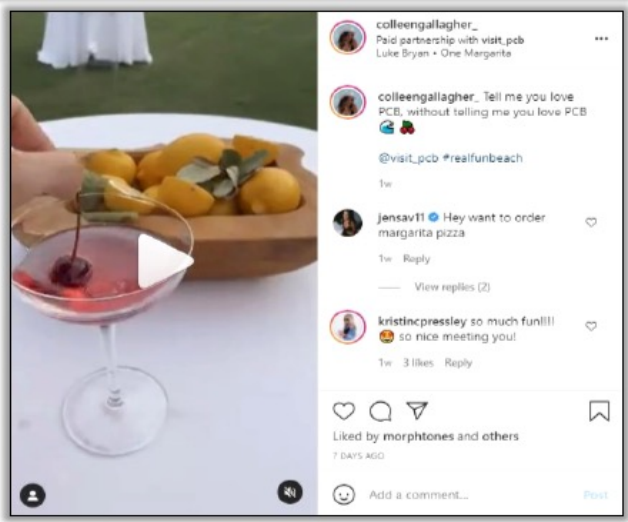 colleengallagher_
Paid partnership with visit_pcb
Luke Bryan • One Margarita
colleengallagher_ Tell me you love
PCB, without telling me you love PCB
🌊 🍒
@visit_pcb #realfunbeach
1w
jensav11 Hey want to order
margarita pizza
1w Reply
View replies (2)
kristincpressley so much fun!!!!
🤩 so nice meeting you!
1w 3 likes Reply
Liked by morphtones and others
7 DAYS AGO
Add a comment...
Post